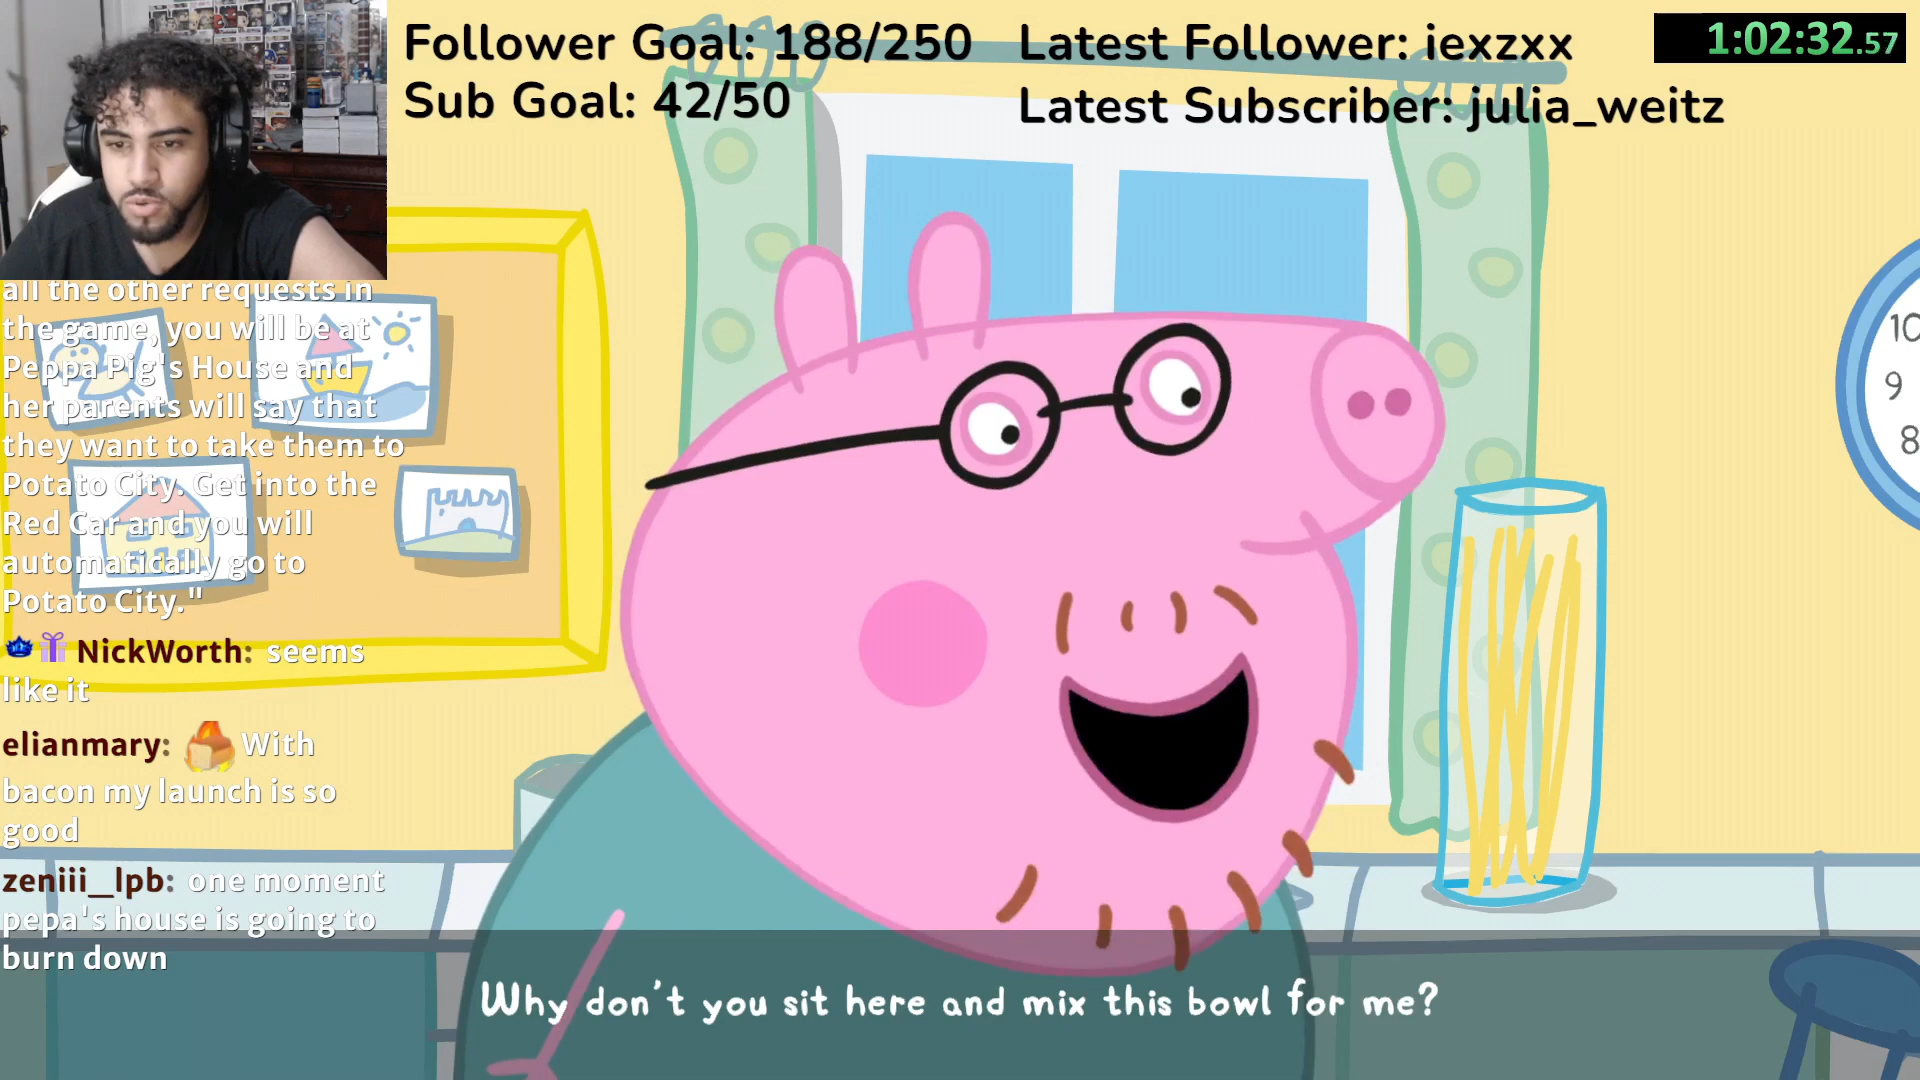 Follower Goal: 188/250
Latest Follower: iexzxx
1:02:32.57
Sub Goal: 42/50
Latest Subscriber: julia_weitz
all the other requests in
the game, you will be at
Peppa Pig's House and
her parents will say that
they want to take them to
Potato City. Get into the
Red Car and you will
automatically go to
Potato City."
NickWorth: seems
like it
elianmary: With
bacon my launch is so
good
zeniii_lpb: one moment
pepa's house is going to
burn down
10
9
8
Why don't you sit here and mix this bowl for me?